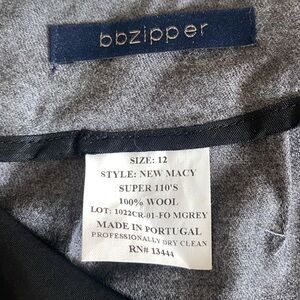 bbzipper
SIZE: 12
STYLE: NEW MACY
SUPER 110'S
100% WOOL
LOT: 1022CR-01-FO MGREY
MADE IN PORTUGAL
PROFESSIONALLY DRY CLEAN
RN# 13444